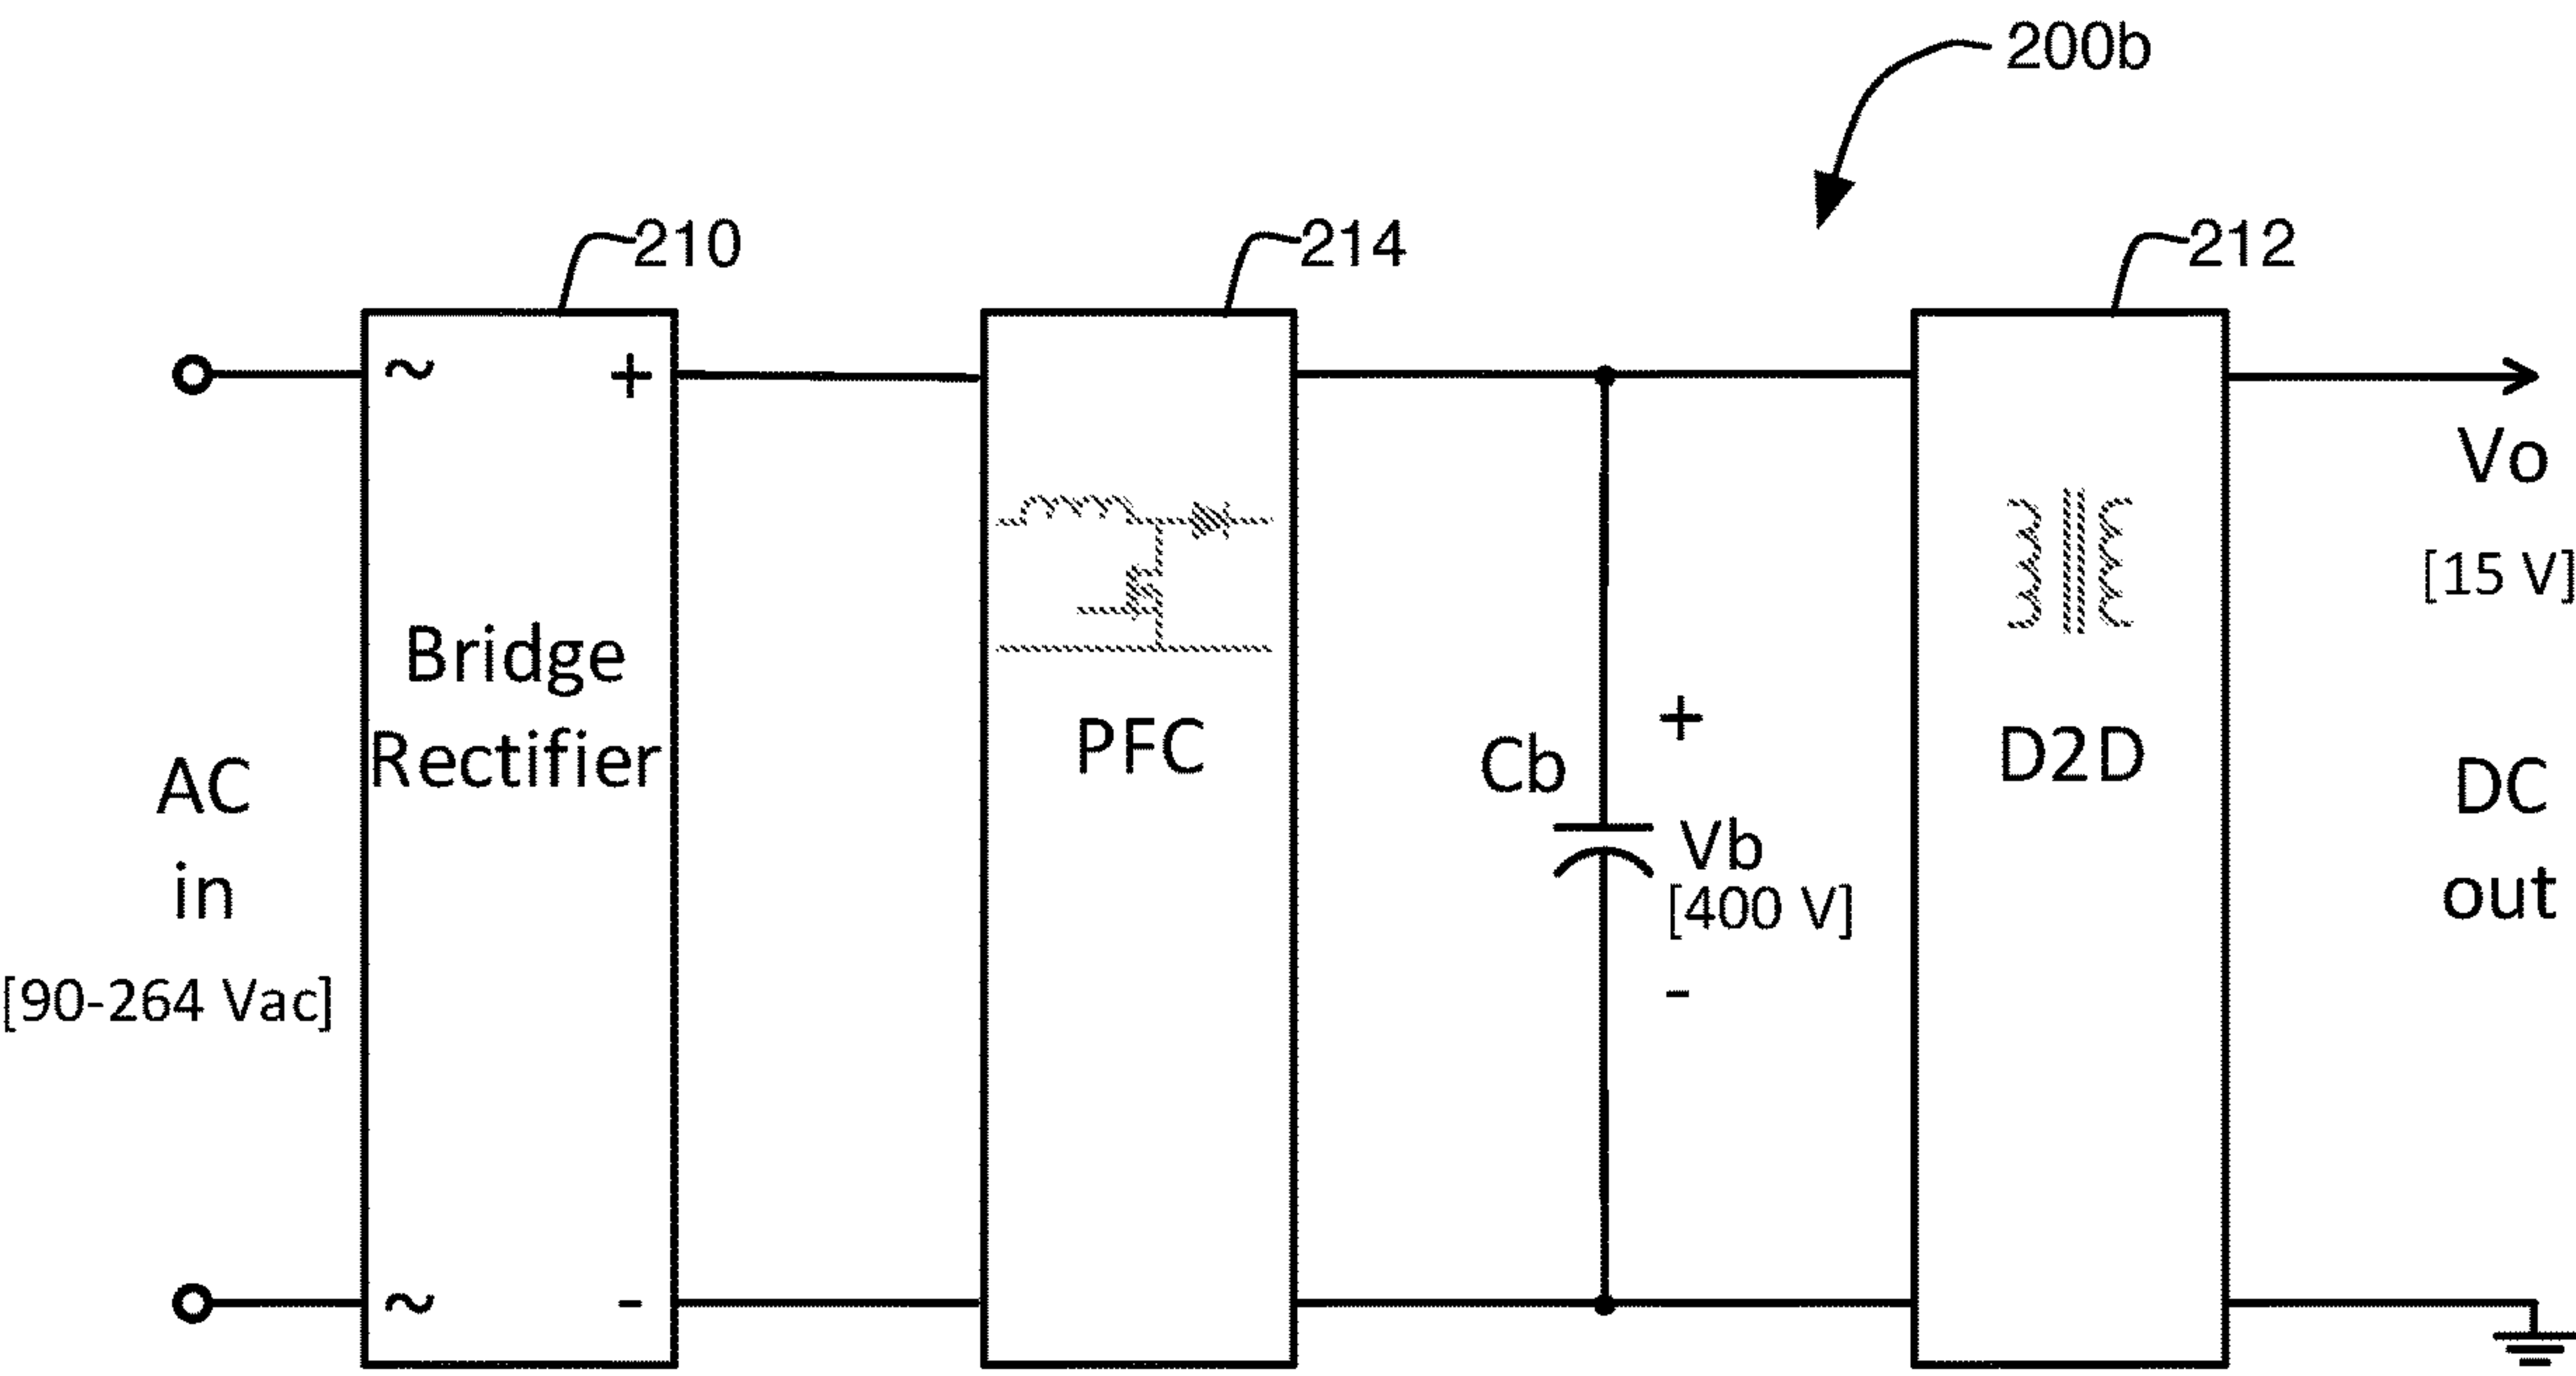 200b
210
214
212
~
+
~
-
Bridge
Rectifier
AC
in
[90-264 Vac]
PFC
Cb
+
Vb
[400 V]
-
D2D
Vo
[15 V]
DC
out